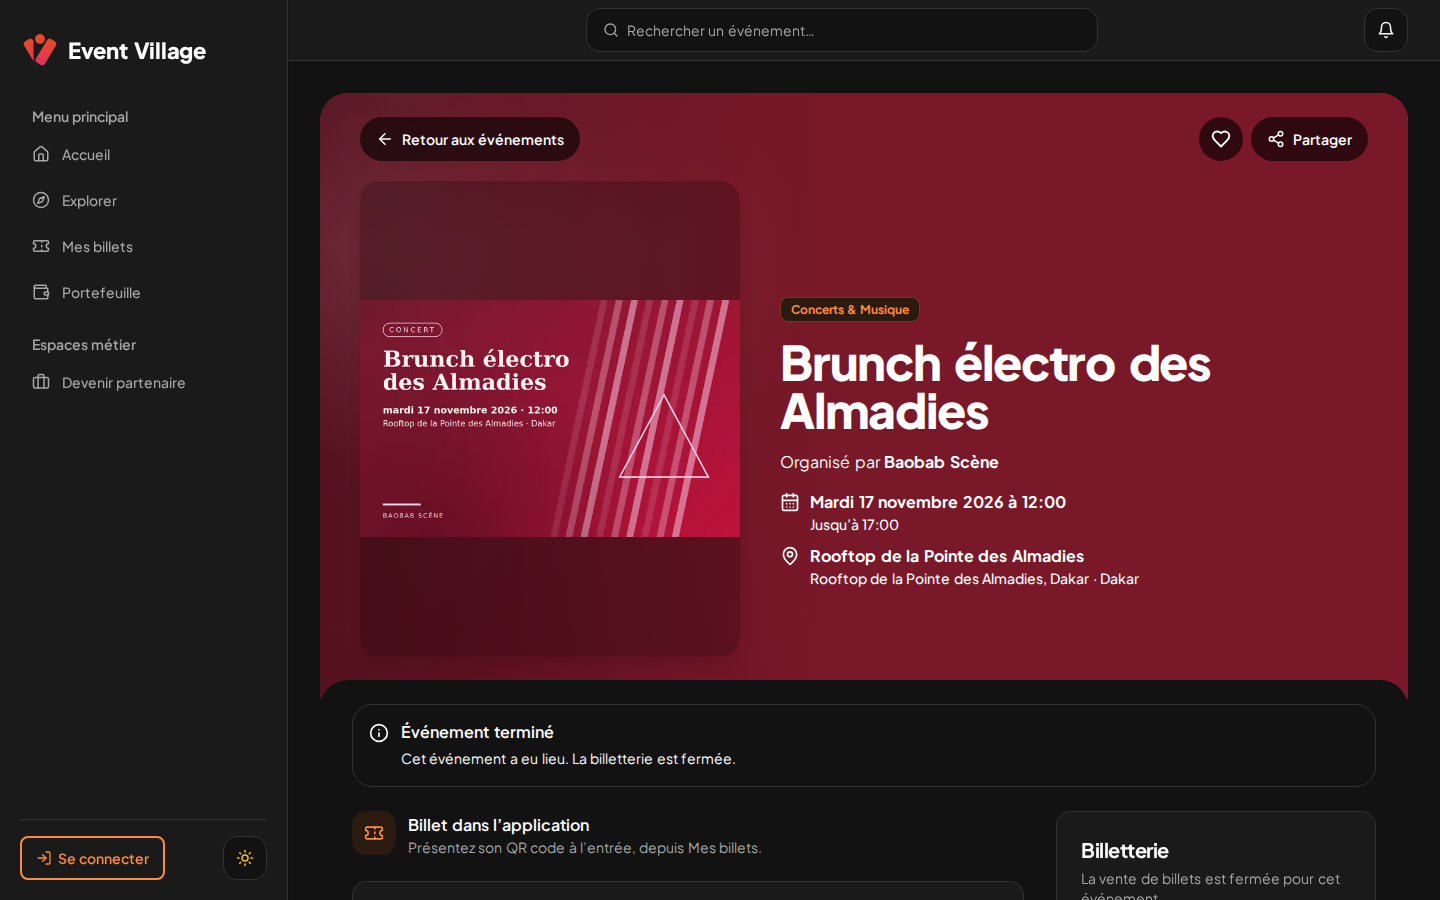 Event Village
Rechercher un événement…
Menu principal
Accueil
Explorer
Mes billets
Portefeuille
Espaces métier
Devenir partenaire
Se connecter
Retour aux événements
Partager
CONCERT
Brunch électro
des Almadies
mardi 17 novembre 2026 · 12:00
Rooftop de la Pointe des Almadies · Dakar
BAOBAB SCÈNE
Concerts & Musique
Brunch électro des
Almadies
Organisé par Baobab Scène
Mardi 17 novembre 2026 à 12:00
Jusqu’à 17:00
Rooftop de la Pointe des Almadies
Rooftop de la Pointe des Almadies, Dakar · Dakar
Événement terminé
Cet événement a eu lieu. La billetterie est fermée.
Billet dans l’application
Présentez son QR code à l’entrée, depuis Mes billets.
Billetterie
La vente de billets est fermée pour cet
événement.